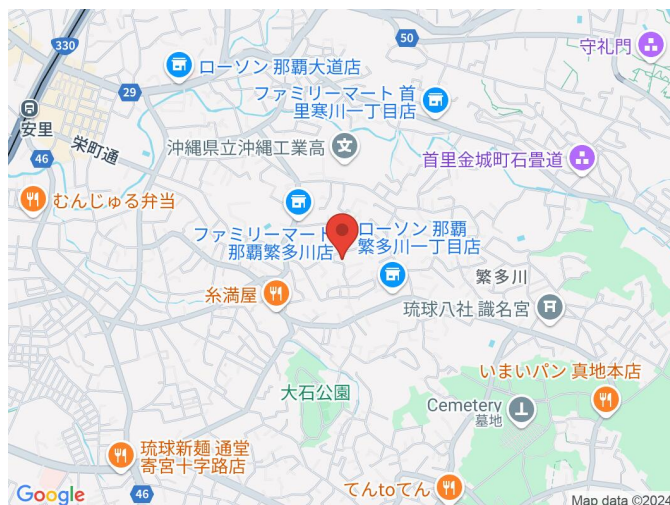 330
50
守礼門
ローソン 那覇大道店
29
ファミリーマート 首
里寒川一丁目店
安里
栄町通
46
沖縄県立沖縄工業高
首里金城町石畳道
むんじゅる弁当
ファミリーマート
那覇繁多川店
ローソン 那覇
繁多川一丁目店
繁多川
糸満屋
琉球八社 識名宮
大石公園
いまいパン 真地本店
Cemetery
墓地
琉球新麺 通堂
寄宮十字路店
てんtoてん
46
Google
Map data ©2024